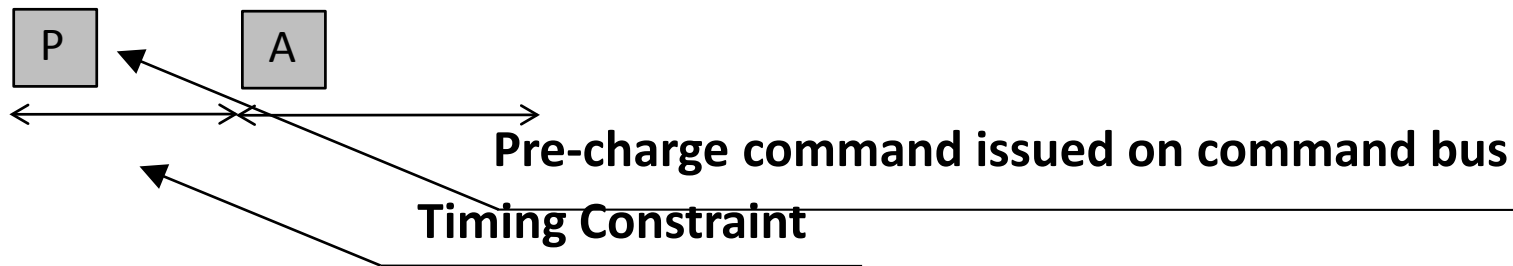 P A
Pre-charge command issued on command bus
Timing Constraint